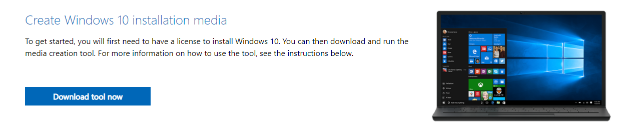 Create Windows 10 installation media
To get started, you will first need to have a license to install Windows 10. You can then download and run the
media creation tool. For more information on how to use the tool, see the instructions below.
Download tool now